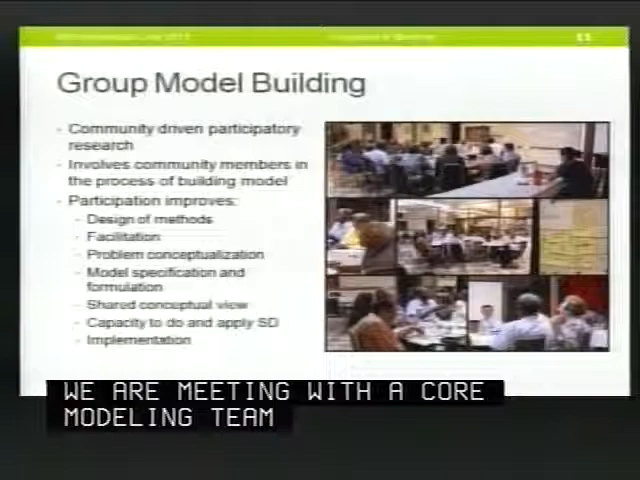 11
Group Model Building
- Community driven participatory
research
- Involves community members in
the process of building model
- Participation improves:
- Design of methods
- Facilitation
- Problem conceptualization
- Model specification and
formulation
- Shared conceptual view
- Capacity to do and apply SD
- Implementation
WE ARE MEETING WITH A CORE
MODELING TEAM